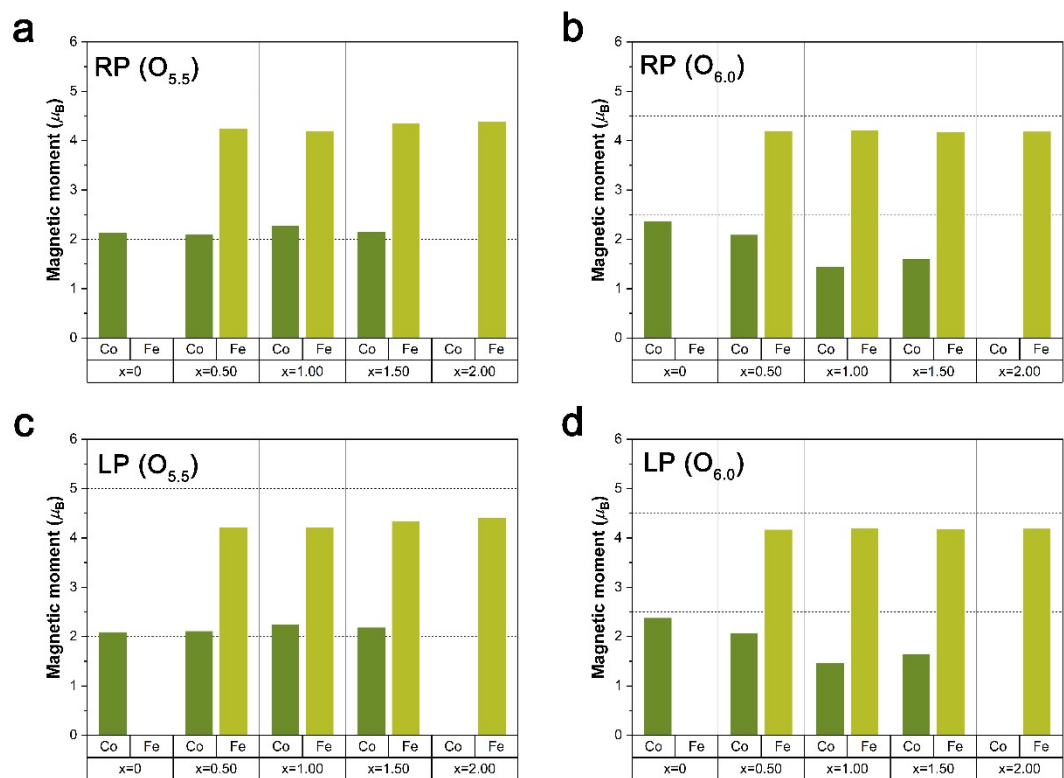 a
RP (O5.5)
Magnetic moment (μB)
6
5
4
3
2
1
0
Co Fe Co Fe Co Fe Co Fe Co Fe
x=0 x=0.50 x=1.00 x=1.50 x=2.00
b
RP (O6.0)
Magnetic moment (μB)
6
5
4
3
2
1
0
Co Fe Co Fe Co Fe Co Fe Co Fe
x=0 x=0.50 x=1.00 x=1.50 x=2.00
c
LP (O5.5)
Magnetic moment (μB)
6
5
4
3
2
1
0
Co Fe Co Fe Co Fe Co Fe Co Fe
x=0 x=0.50 x=1.00 x=1.50 x=2.00
d
LP (O6.0)
Magnetic moment (μB)
6
5
4
3
2
1
0
Co Fe Co Fe Co Fe Co Fe Co Fe
x=0 x=0.50 x=1.00 x=1.50 x=2.00